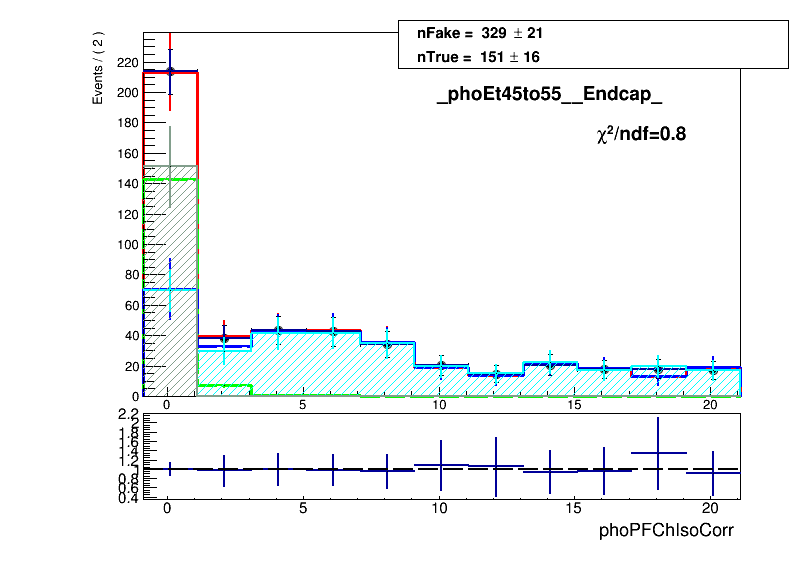 nFake = 329 ± 21
nTrue = 151 ± 16
Events / ( 2 )
_phoEt45to55__Endcap_
χ²/ndf=0.8
220
200
180
160
140
120
100
80
60
40
20
0
0 5 10 15 20
2.2
2
1.8
1.6
1.4
1.2
1
0.8
0.6
0.4
0 5 10 15 20
phoPFChIsoCorr